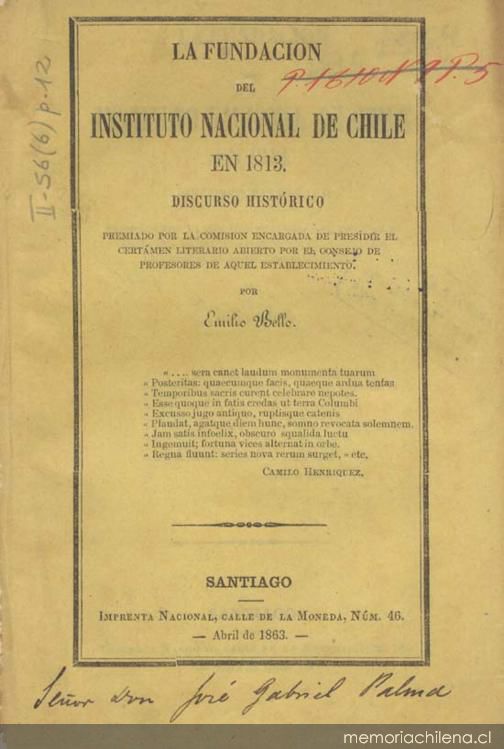 LA FUNDACION
DEL
INSTITUTO NACIONAL DE CHILE
EN 1813.
DISCURSO HISTÓRICO
PREMIADO POR LA COMISION ENCARGADA DE PRESIDIR EL
CERTÁMEN LITERARIO ABIERTO POR EL CONSEJO DE
PROFESORES DE AQUEL ESTABLECIMIENTO.
POR
Emilio Bello.
« .... sera canet laudum monumenta tuarum
« Posteritas: quaecumque facis, quaeque ardua tentas
« Temporibus sacris curent celebrare nepotes.
« Esse quoque in fatis credas ut terra Columbi
« Excusso jugo antiquo, ruptisque catenis
« Plaudat, agatque diem hunc, somno revocata solemnem.
« Jam satis infoelix, obscuro squalida luctu
« Ingemuit; fortuna vices alternat in orbe.
« Regna fluunt: series nova rerum surget, » etc.
CAMILO HENRIQUEZ.
SANTIAGO
IMPRENTA NACIONAL, CALLE DE LA MONEDA, NÚM. 46.
— Abril de 1863. —
Señor don José Gabriel Palma
II-56(6) p.12
memoriachilena.cl